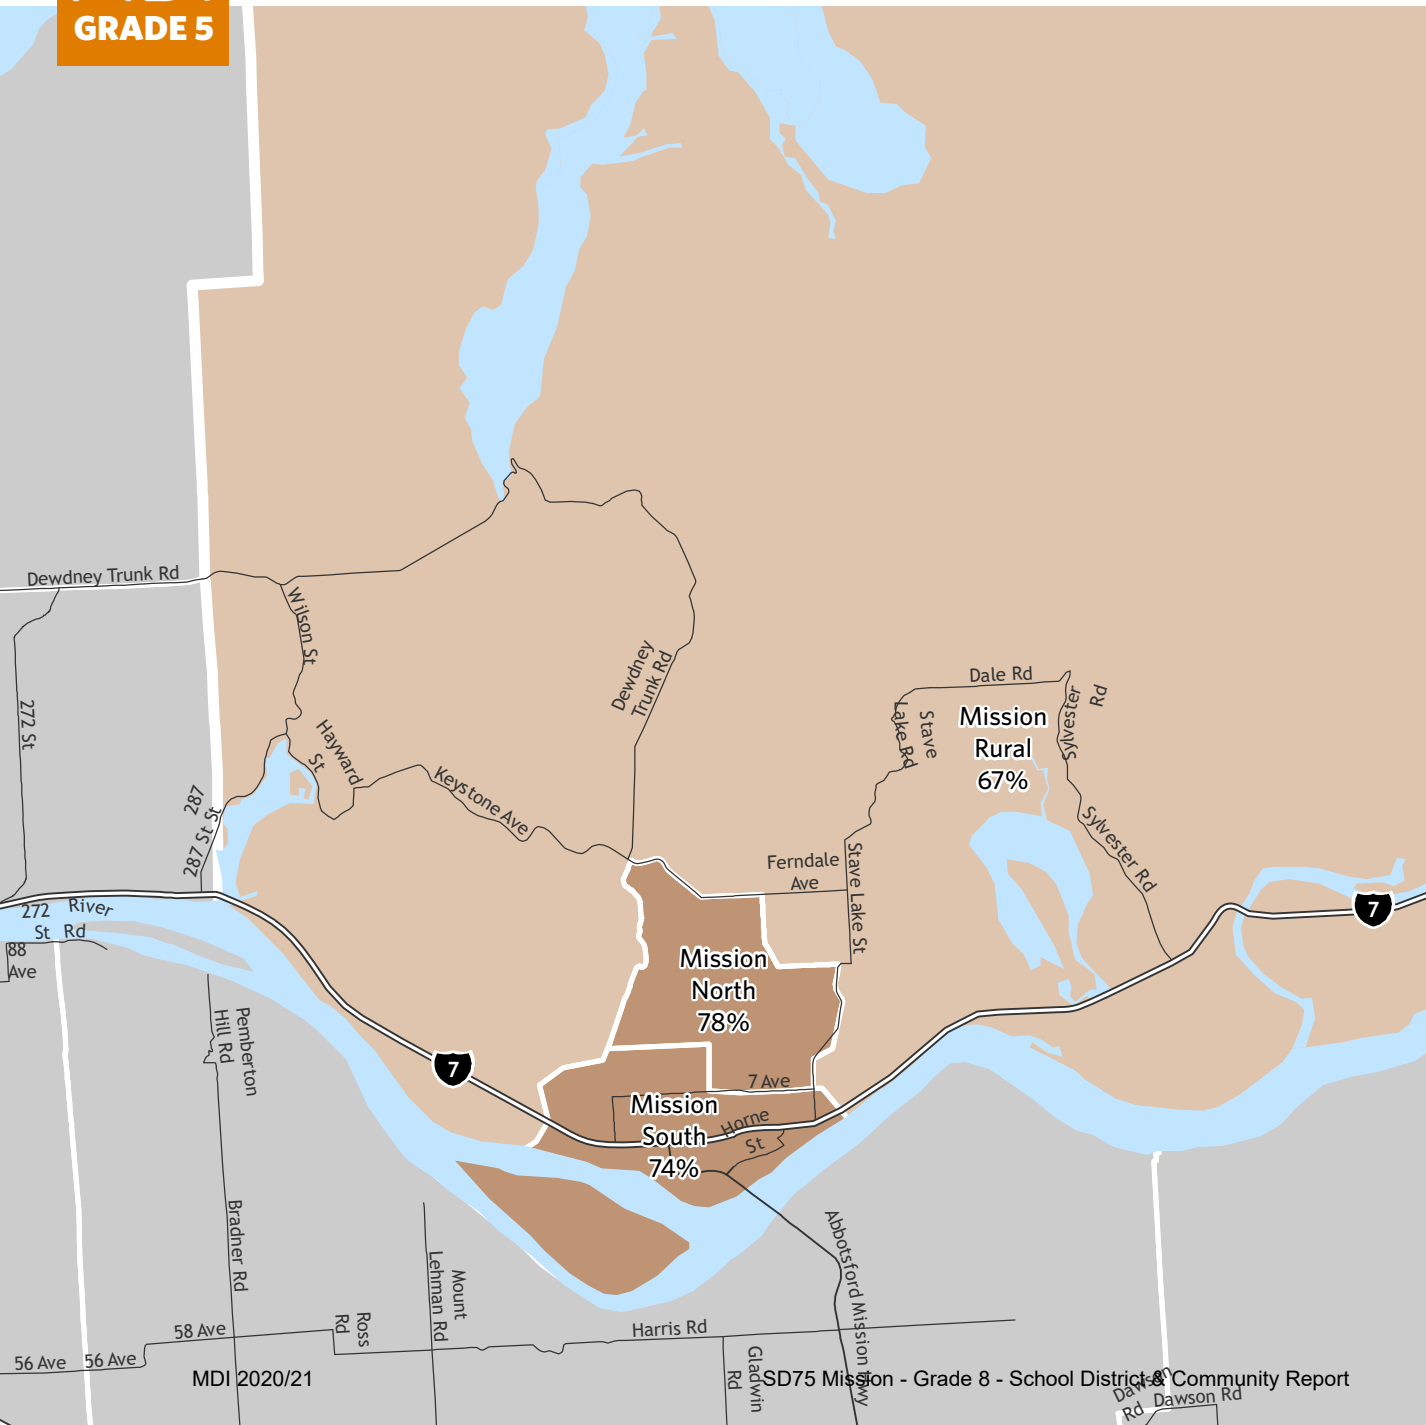 GRADE 5
Dewdney Trunk Rd
Wilson St
272 St
Hayward
St
Dewdney
Trunk Rd
Keystone Ave
287
287 St St
Dale Rd
Stave
Lake Rd
Sylvester
Rd
Mission
Rural
67%
Sylvester Rd
Ferndale
Ave
Stave Lake St
7
272
St
River
Rd
88
Ave
Mission
North
78%
Pemberton
Hill Rd
7
7 Ave
Mission
South
74%
Horne
St
Bradner Rd
Mount
Lehman Rd
Abbotsford Mission Hwy
58 Ave
Ross
Rd
Harris Rd
56 Ave
56 Ave
Gladwin
Rd
Dawson
Rd
Dawson Rd
MDI 2020/21
SD75 Mission - Grade 8 - School District & Community Report